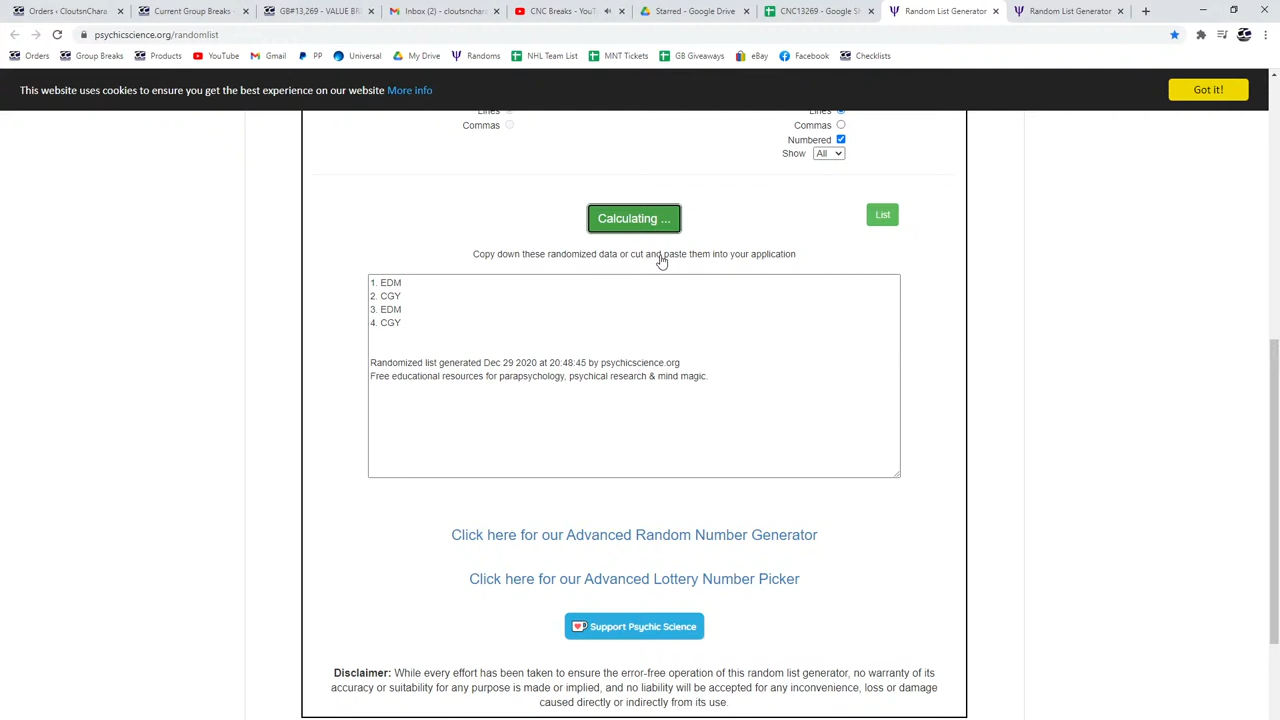 Orders ‹ CloutsnChara
Current Group Breaks ‹
GB#13,269 - VALUE BR
Inbox (2) - cloutsnchar
CNC Breaks - YouT
Starred - Google Drive
CNC13269 - Google Sh
Random List Generator
Random List Generator
psychicscience.org/randomlist
Orders
Group Breaks
Products
YouTube
Gmail
PP
Universal
My Drive
Randoms
NHL Team List
MNT Tickets
GB Giveaways
eBay
Facebook
Checklists
This website uses cookies to ensure you get the best experience on our website More info
Got it!
Lines
Lines
Commas
Commas
Numbered
Show All
Calculating ...
List
Copy down these randomized data or cut and paste them into your application
1. EDM
2. CGY
3. EDM
4. CGY
Randomized list generated Dec 29 2020 at 20:48:45 by psychicscience.org
Free educational resources for parapsychology, psychical research & mind magic.
Click here for our Advanced Random Number Generator
Click here for our Advanced Lottery Number Picker
Support Psychic Science
Disclaimer: While every effort has been taken to ensure the error-free operation of this random list generator, no warranty of its
accuracy or suitability for any purpose is made or implied, and no liability will be accepted for any inconvenience, loss or damage
caused directly or indirectly from its use.